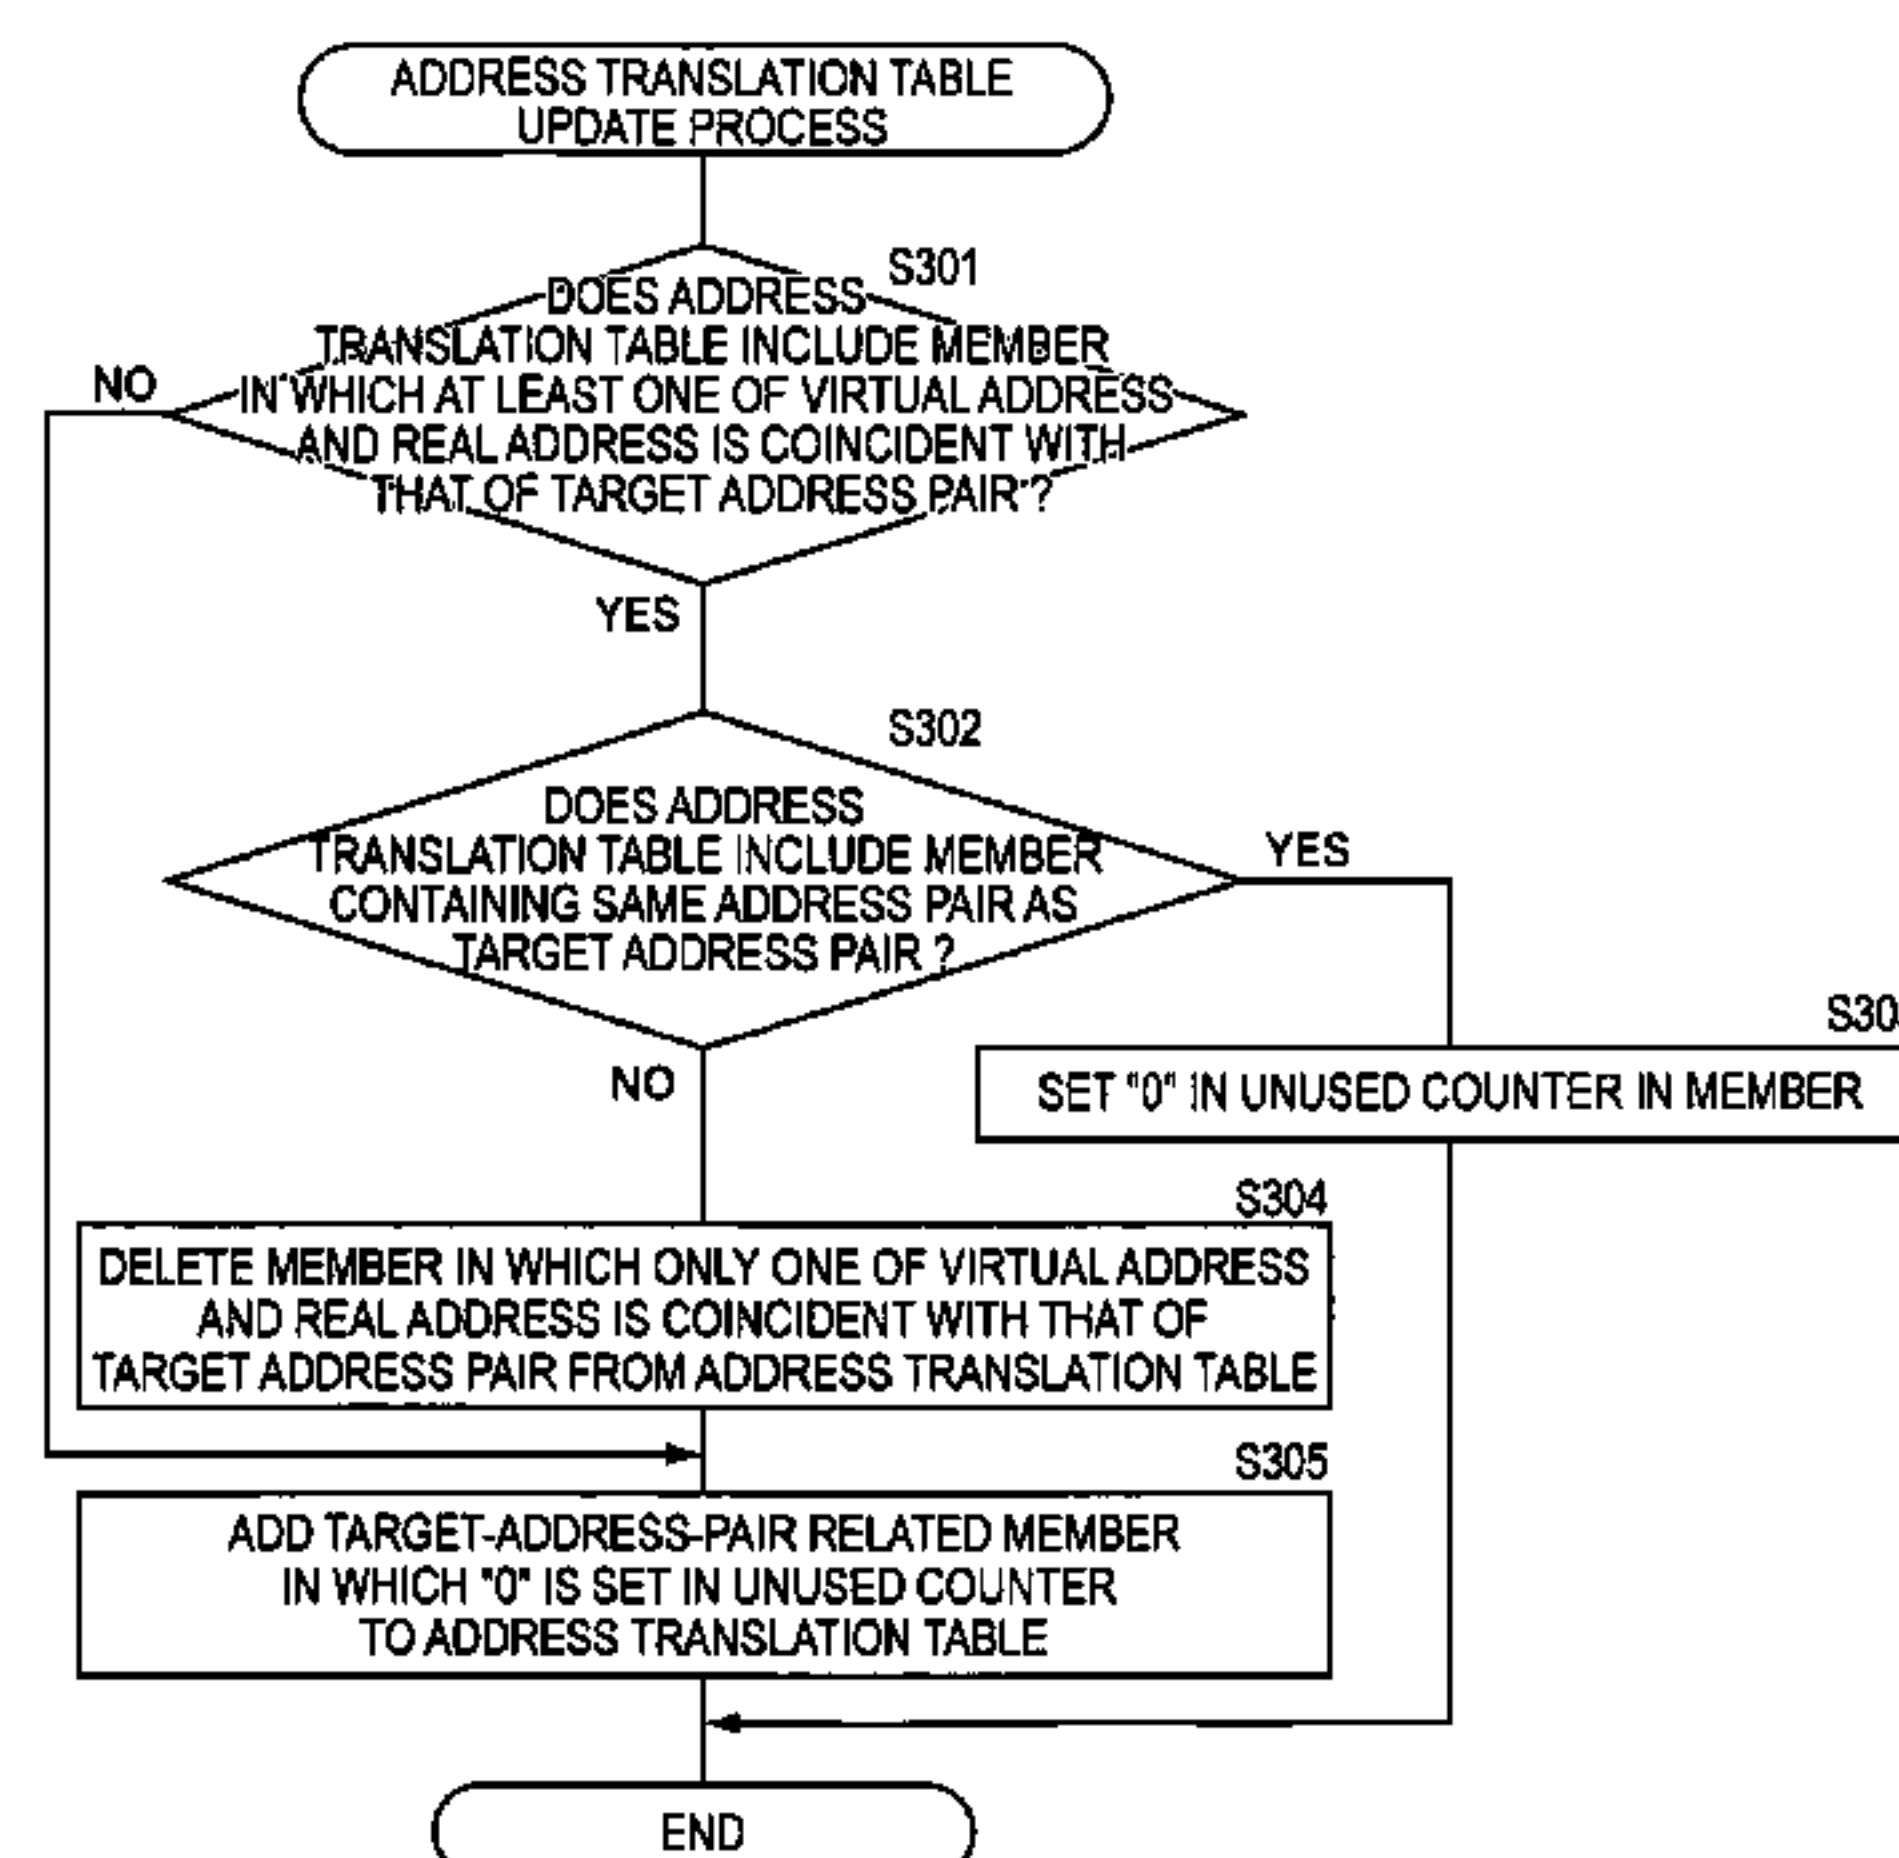 ADDRESS TRANSLATION TABLE
UPDATE PROCESS
S301
DOES ADDRESS
TRANSLATION TABLE INCLUDE MEMBER
IN WHICH AT LEAST ONE OF VIRTUAL ADDRESS
AND REAL ADDRESS IS COINCIDENT WITH
THAT OF TARGET ADDRESS PAIR ?
NO
YES
S302
DOES ADDRESS
TRANSLATION TABLE INCLUDE MEMBER
CONTAINING SAME ADDRESS PAIR AS
TARGET ADDRESS PAIR ?
YES
NO
SET "0" IN UNUSED COUNTER IN MEMBER
S304
DELETE MEMBER IN WHICH ONLY ONE OF VIRTUAL ADDRESS
AND REAL ADDRESS IS COINCIDENT WITH THAT OF
TARGET ADDRESS PAIR FROM ADDRESS TRANSLATION TABLE
S305
ADD TARGET-ADDRESS-PAIR RELATED MEMBER
IN WHICH "0" IS SET IN UNUSED COUNTER
TO ADDRESS TRANSLATION TABLE
END